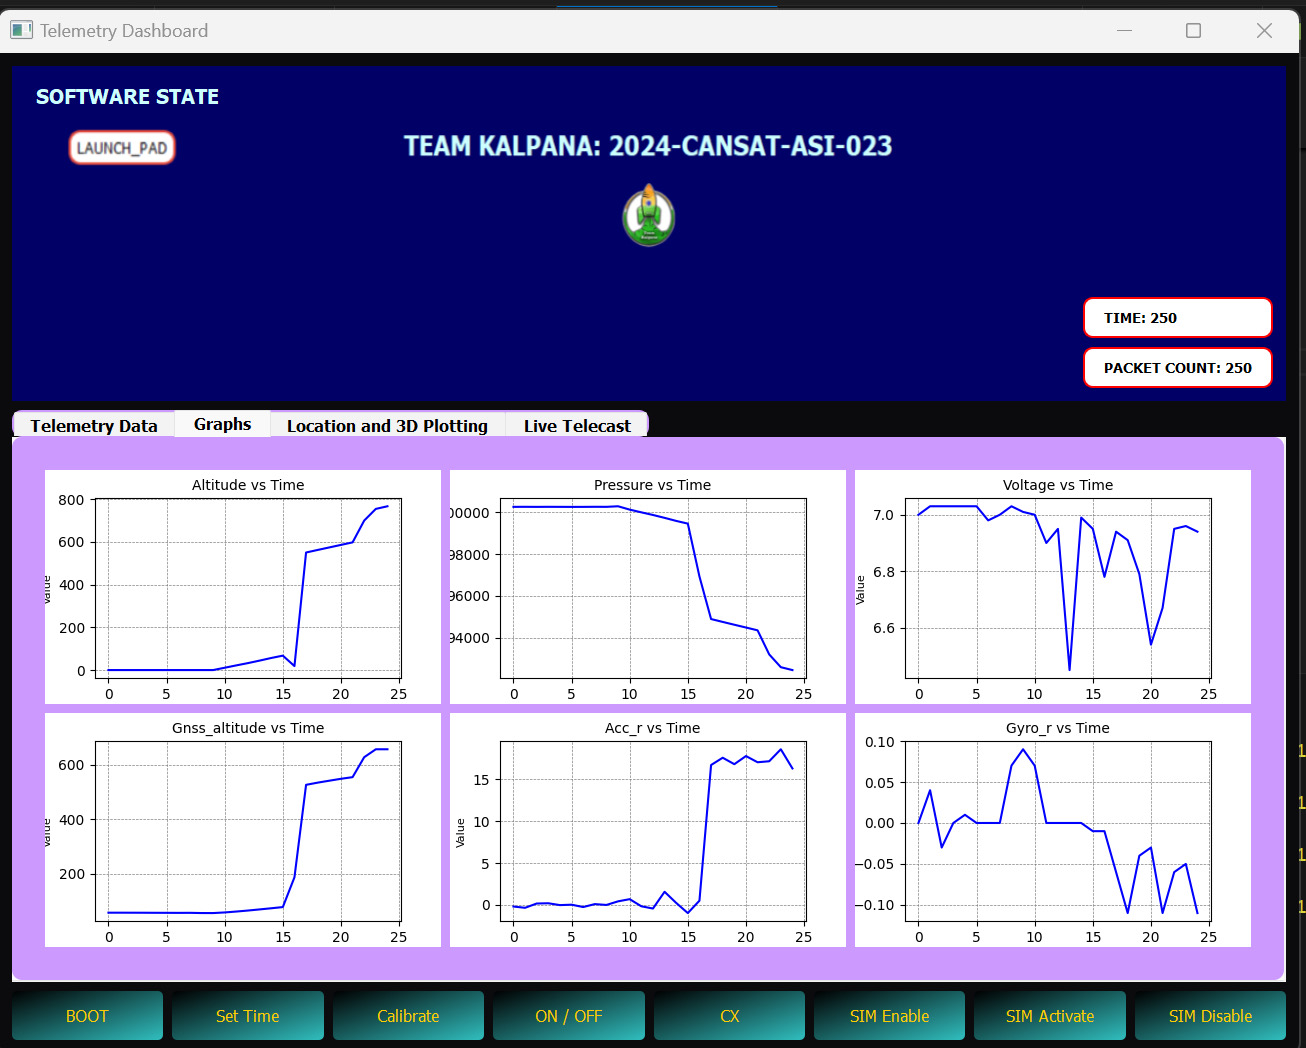 Telemetry Dashboard
SOFTWARE STATE
LAUNCH_PAD
TEAM KALPANA: 2024-CANSAT-ASI-023
TIME: 250
PACKET COUNT: 250
Telemetry Data
Graphs
Location and 3D Plotting
Live Telecast
Altitude vs Time
800
600
400
200
0
Value
0 5 10 15 20 25
Pressure vs Time
00000
98000
96000
94000
0 5 10 15 20 25
Voltage vs Time
7.0
6.8
6.6
Value
0 5 10 15 20 25
Gnss_altitude vs Time
600
400
200
Value
0 5 10 15 20 25
Acc_r vs Time
15
10
5
0
Value
0 5 10 15 20 25
Gyro_r vs Time
0.10
0.05
0.00
−0.05
−0.10
0 5 10 15 20 25
BOOT
Set Time
Calibrate
ON / OFF
CX
SIM Enable
SIM Activate
SIM Disable